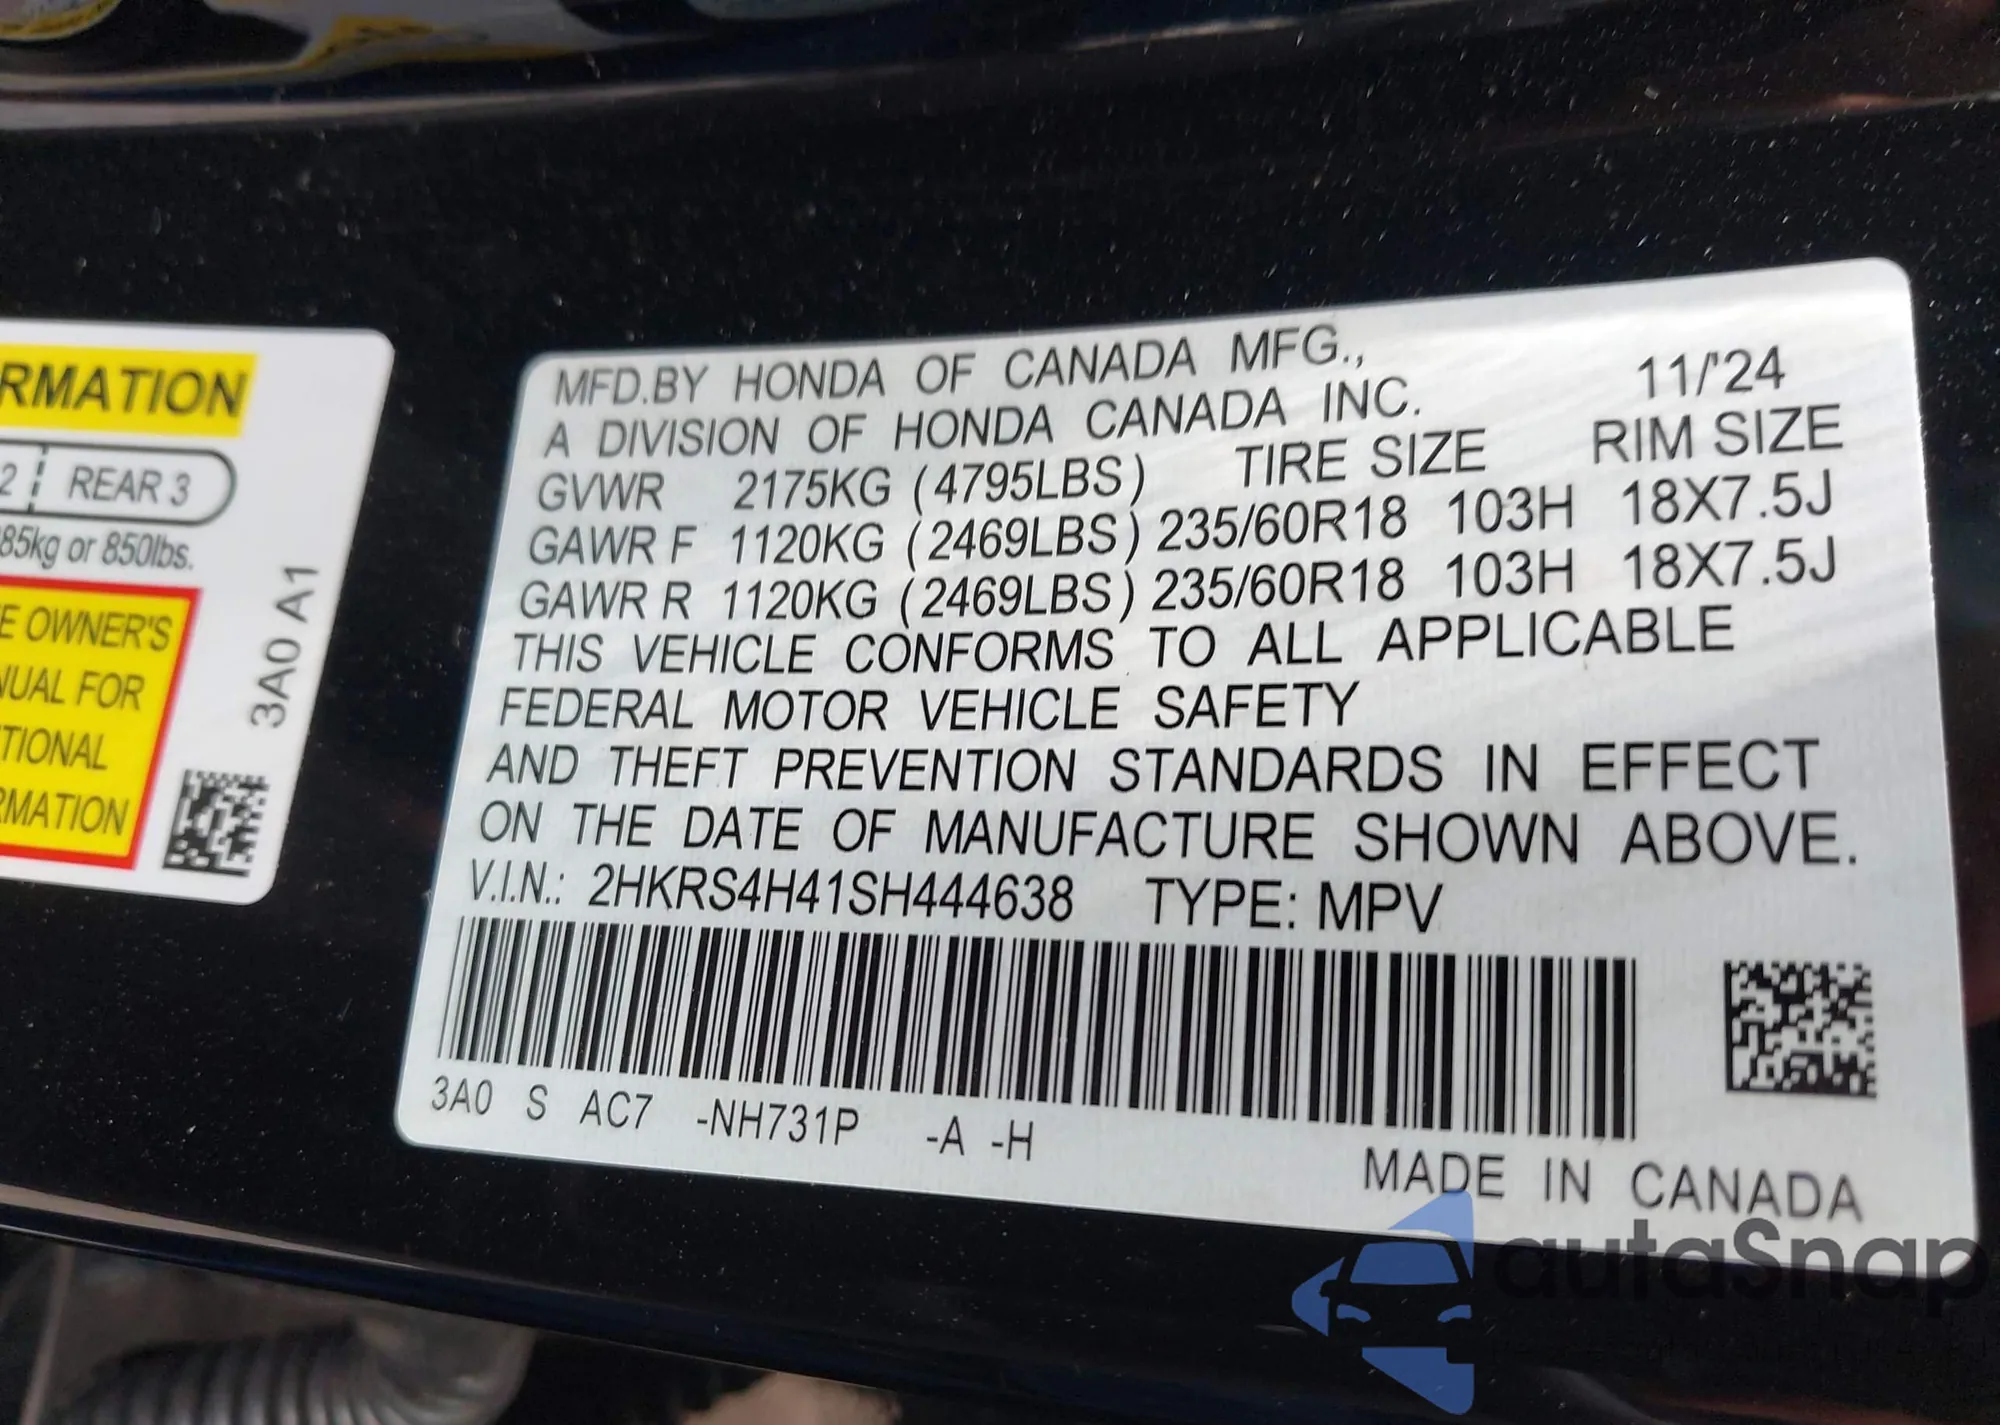 RMATION
2 REAR 3
85kg or 850lbs.
E OWNER'S
UAL FOR
TIONAL
RMATION
3A0 A1
MFD.BY HONDA OF CANADA MFG.,
11/'24
A DIVISION OF HONDA CANADA INC.
GVWR 2175KG (4795LBS) TIRE SIZE RIM SIZE
GAWR F 1120KG (2469LBS) 235/60R18 103H 18X7.5J
GAWR R 1120KG (2469LBS) 235/60R18 103H 18X7.5J
THIS VEHICLE CONFORMS TO ALL APPLICABLE
FEDERAL MOTOR VEHICLE SAFETY
AND THEFT PREVENTION STANDARDS IN EFFECT
ON THE DATE OF MANUFACTURE SHOWN ABOVE.
V.I.N.: 2HKRS4H41SH444638 TYPE: MPV
3A0 S AC7 -NH731P -A -H
MADE IN CANADA
autaSnap